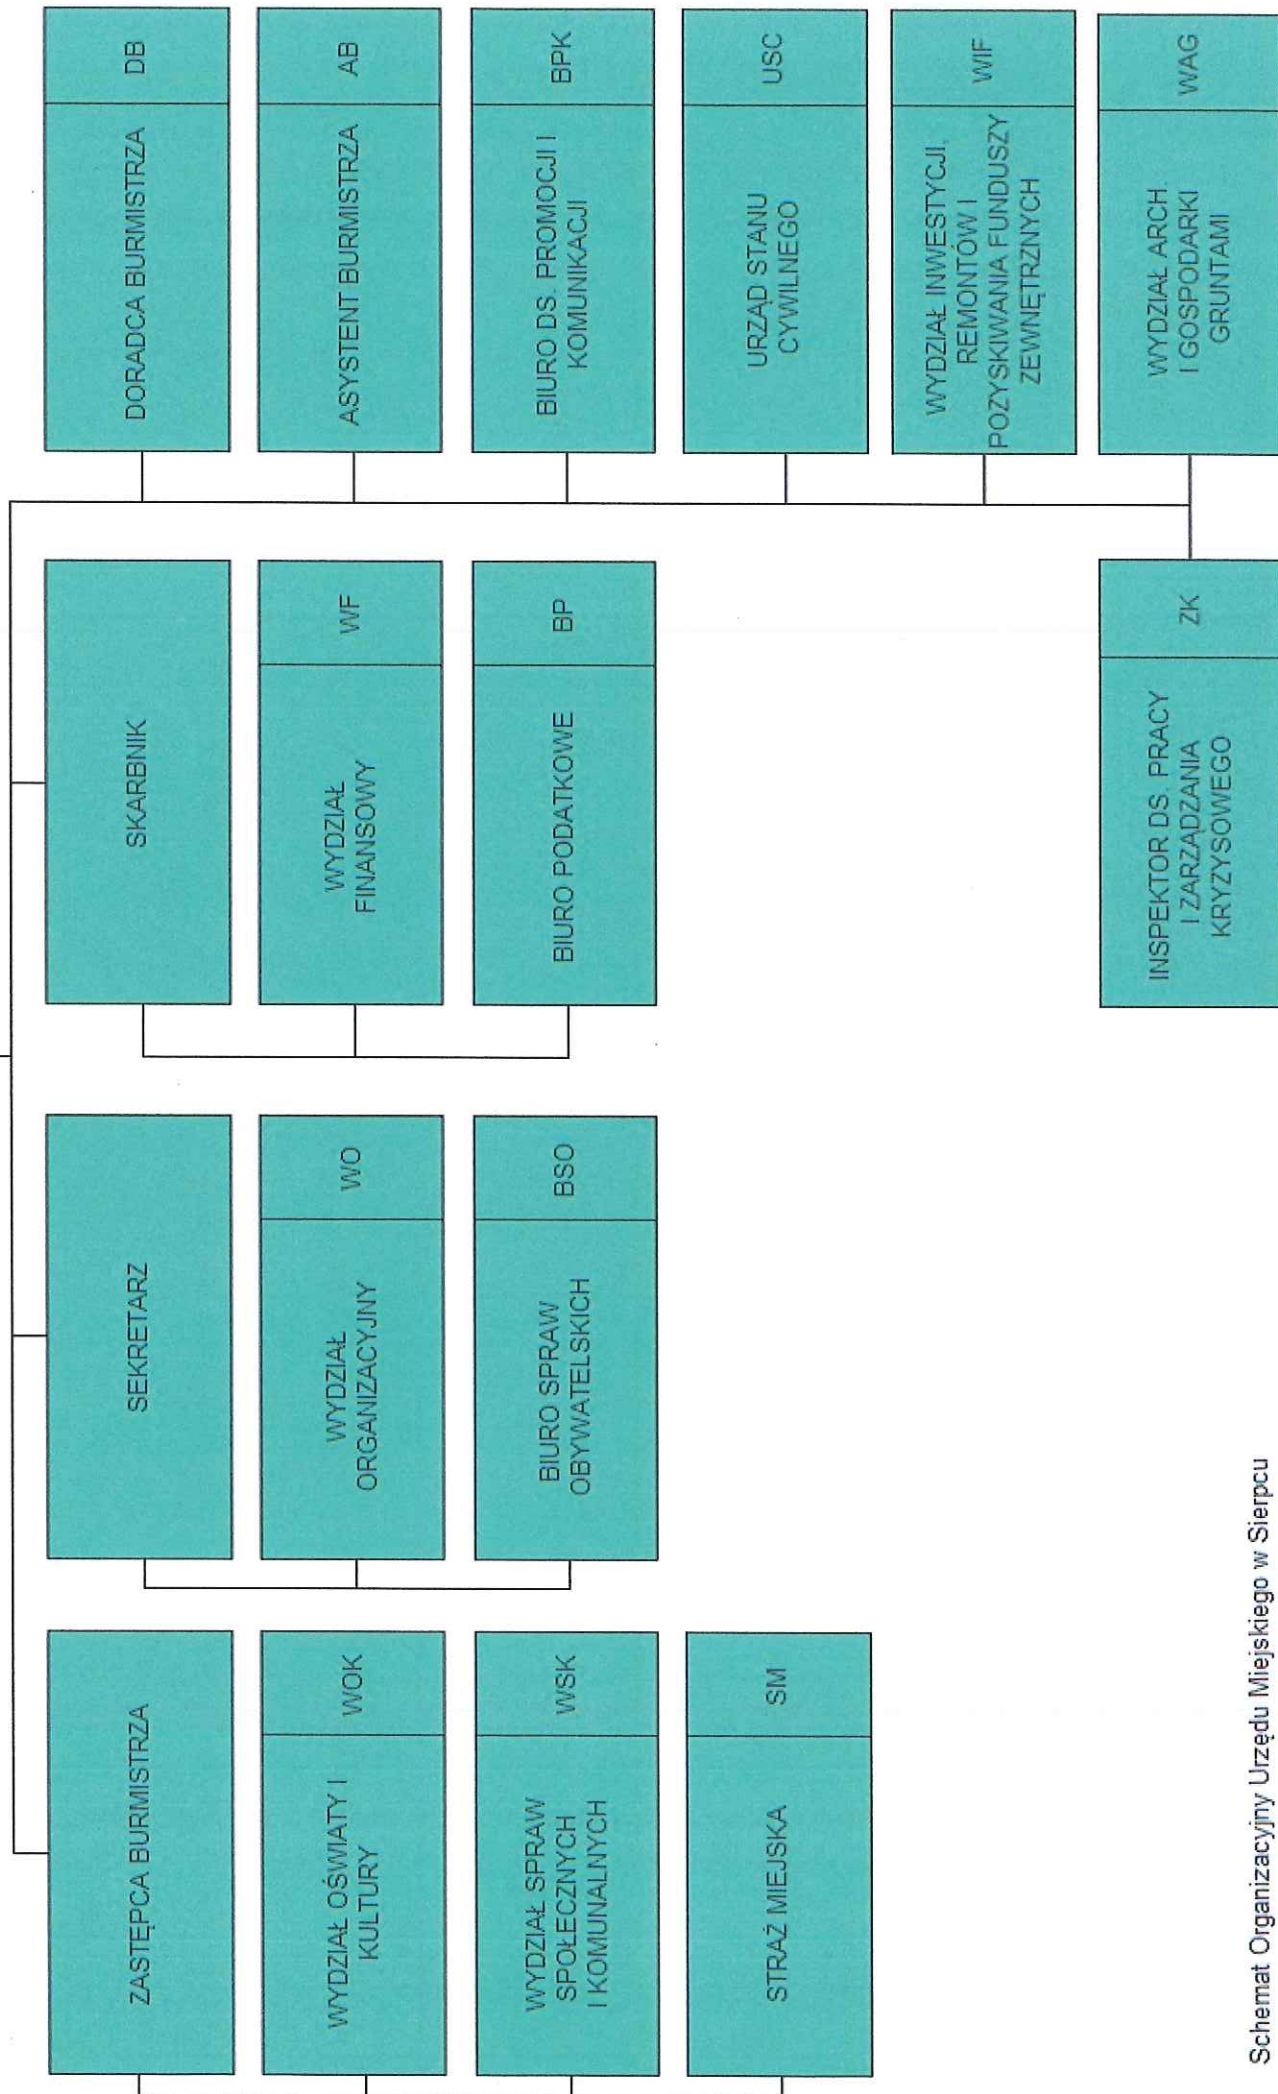 ZASTĘPCA BURMISTRZA
WYDZIAŁ OŚWIATY I
KULTURY
WOK
WYDZIAŁ SPRAW
SPOŁECZNYCH
I KOMUNALNYCH
WSK
STRAŻ MIEJSKA
SM
SEKRETARZ
WYDZIAŁ
ORGANIZACYJNY
WO
BIURO SPRAW
OBYWATELSKICH
BSO
SKARBNIK
WYDZIAŁ
FINANSOWY
WF
BIURO PODATKOWE
BP
INSPEKTOR DS. PRACY
I ZARZĄDZANIA
KRYZYSOWEGO
ZK
DORADCA BURMISTRZA
DB
ASYSTENT BURMISTRZA
AB
BIURO DS. PROMOCJI I
KOMUNIKACJI
BPK
URZĄD STANU
CYWILNEGO
USC
WYDZIAŁ INWESTYCJI,
REMONTÓW I
POZYSKIWANIA FUNDUSZY
ZEWNĘTRZNYCH
WIF
WYDZIAŁ ARCH.
I GOSPODARKI
GRUNTAMI
WAG
Schemat Organizacyjny Urzędu Miejskiego w Sierpcu